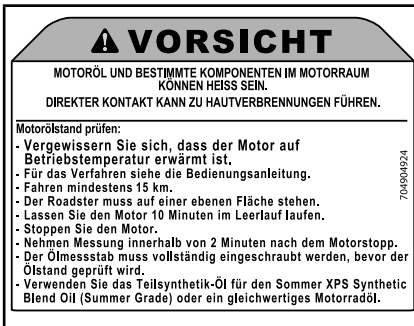 VORSICHT
MOTORÖL UND BESTIMMTE KOMPONENTEN IM MOTORRAUM
KÖNNEN HEISS SEIN.
DIREKTER KONTAKT KANN ZU HAUTVERBRENNUNGEN FÜHREN.
Motorölstand prüfen:
- Vergewissern Sie sich, dass der Motor auf
Betriebstemperatur erwärmt ist.
- Für das Verfahren siehe die Bedienungsanleitung.
- Fahren mindestens 15 km.
- Der Roadster muss auf einer ebenen Fläche stehen.
- Lassen Sie den Motor 10 Minuten im Leerlauf laufen.
- Stoppen Sie den Motor.
- Nehmen Messung innerhalb von 2 Minuten nach dem Motorstopp.
- Der Ölmessstab muss vollständig eingeschraubt werden, bevor der
Ölstand geprüft wird.
- Verwenden Sie das Teilsynthetik-Öl für den Sommer XPS Synthetic
Blend Oil (Summer Grade) oder ein gleichwertiges Motorradöl.
704904924